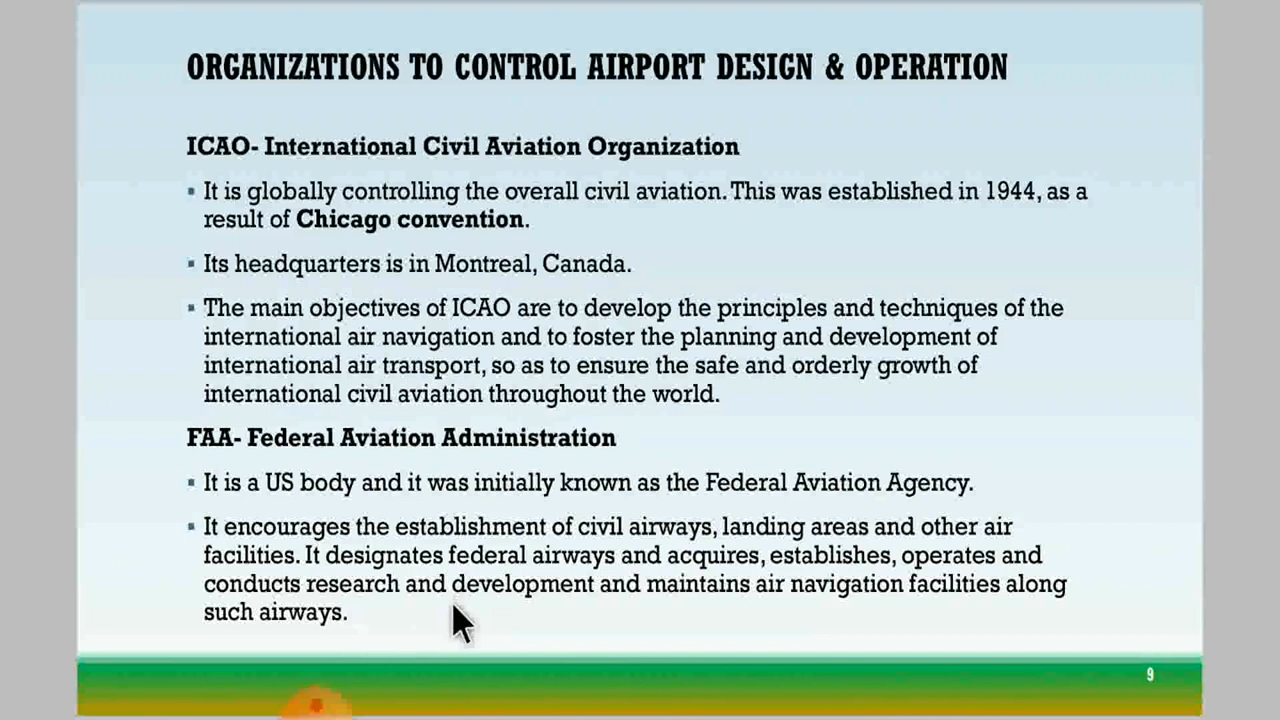 ORGANIZATIONS TO CONTROL AIRPORT DESIGN & OPERATION
ICAO- International Civil Aviation Organization
▪ It is globally controlling the overall civil aviation. This was established in 1944, as a
result of Chicago convention.
▪ Its headquarters is in Montreal, Canada.
▪ The main objectives of ICAO are to develop the principles and techniques of the
international air navigation and to foster the planning and development of
international air transport, so as to ensure the safe and orderly growth of
international civil aviation throughout the world.
FAA- Federal Aviation Administration
▪ It is a US body and it was initially known as the Federal Aviation Agency.
▪ It encourages the establishment of civil airways, landing areas and other air
facilities. It designates federal airways and acquires, establishes, operates and
conducts research and development and maintains air navigation facilities along
such airways.
9